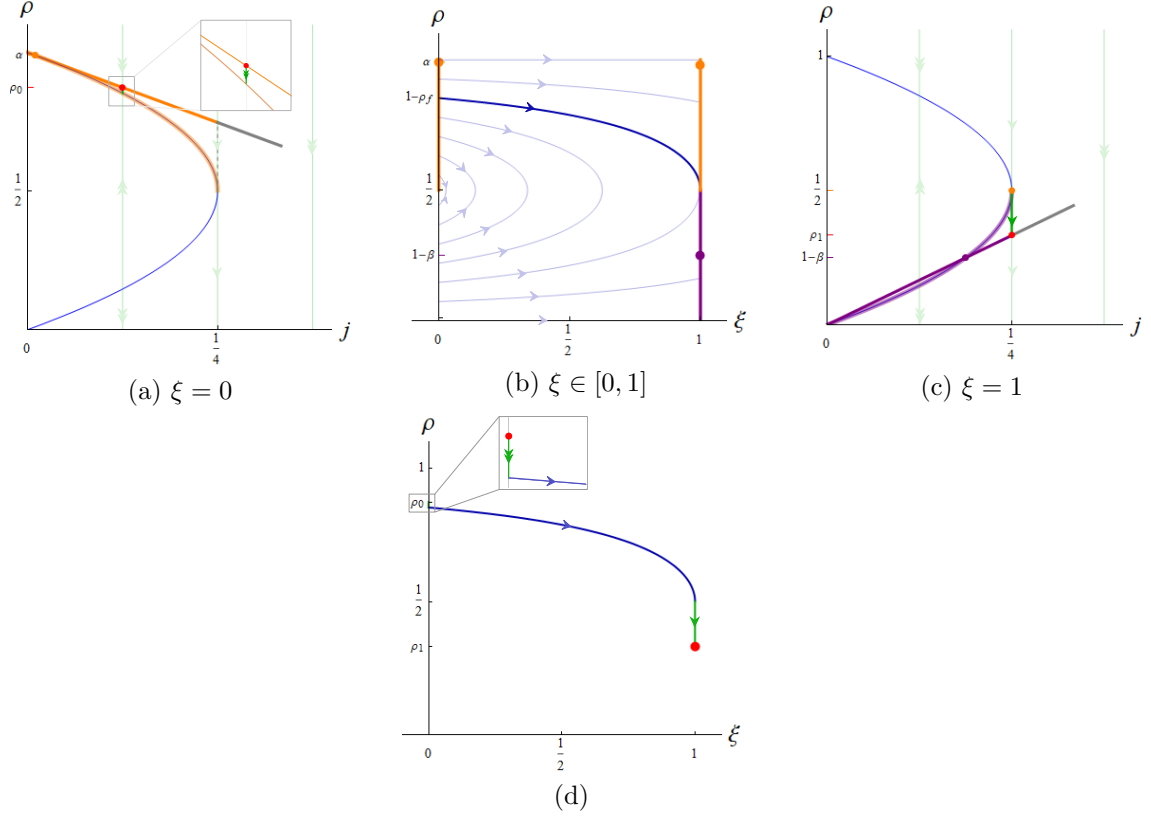 ρ
α
ρ0
1/2
0
1/4
j
(a) ξ = 0
ρ
α
1−ρf
1/2
1−β
0
1/2
1
ξ
(b) ξ ∈ [0, 1]
ρ
1
1/2
ρ1
1−β
0
1/4
j
(c) ξ = 1
ρ
1
ρ0
1/2
ρ1
0
1/2
1
ξ
(d)